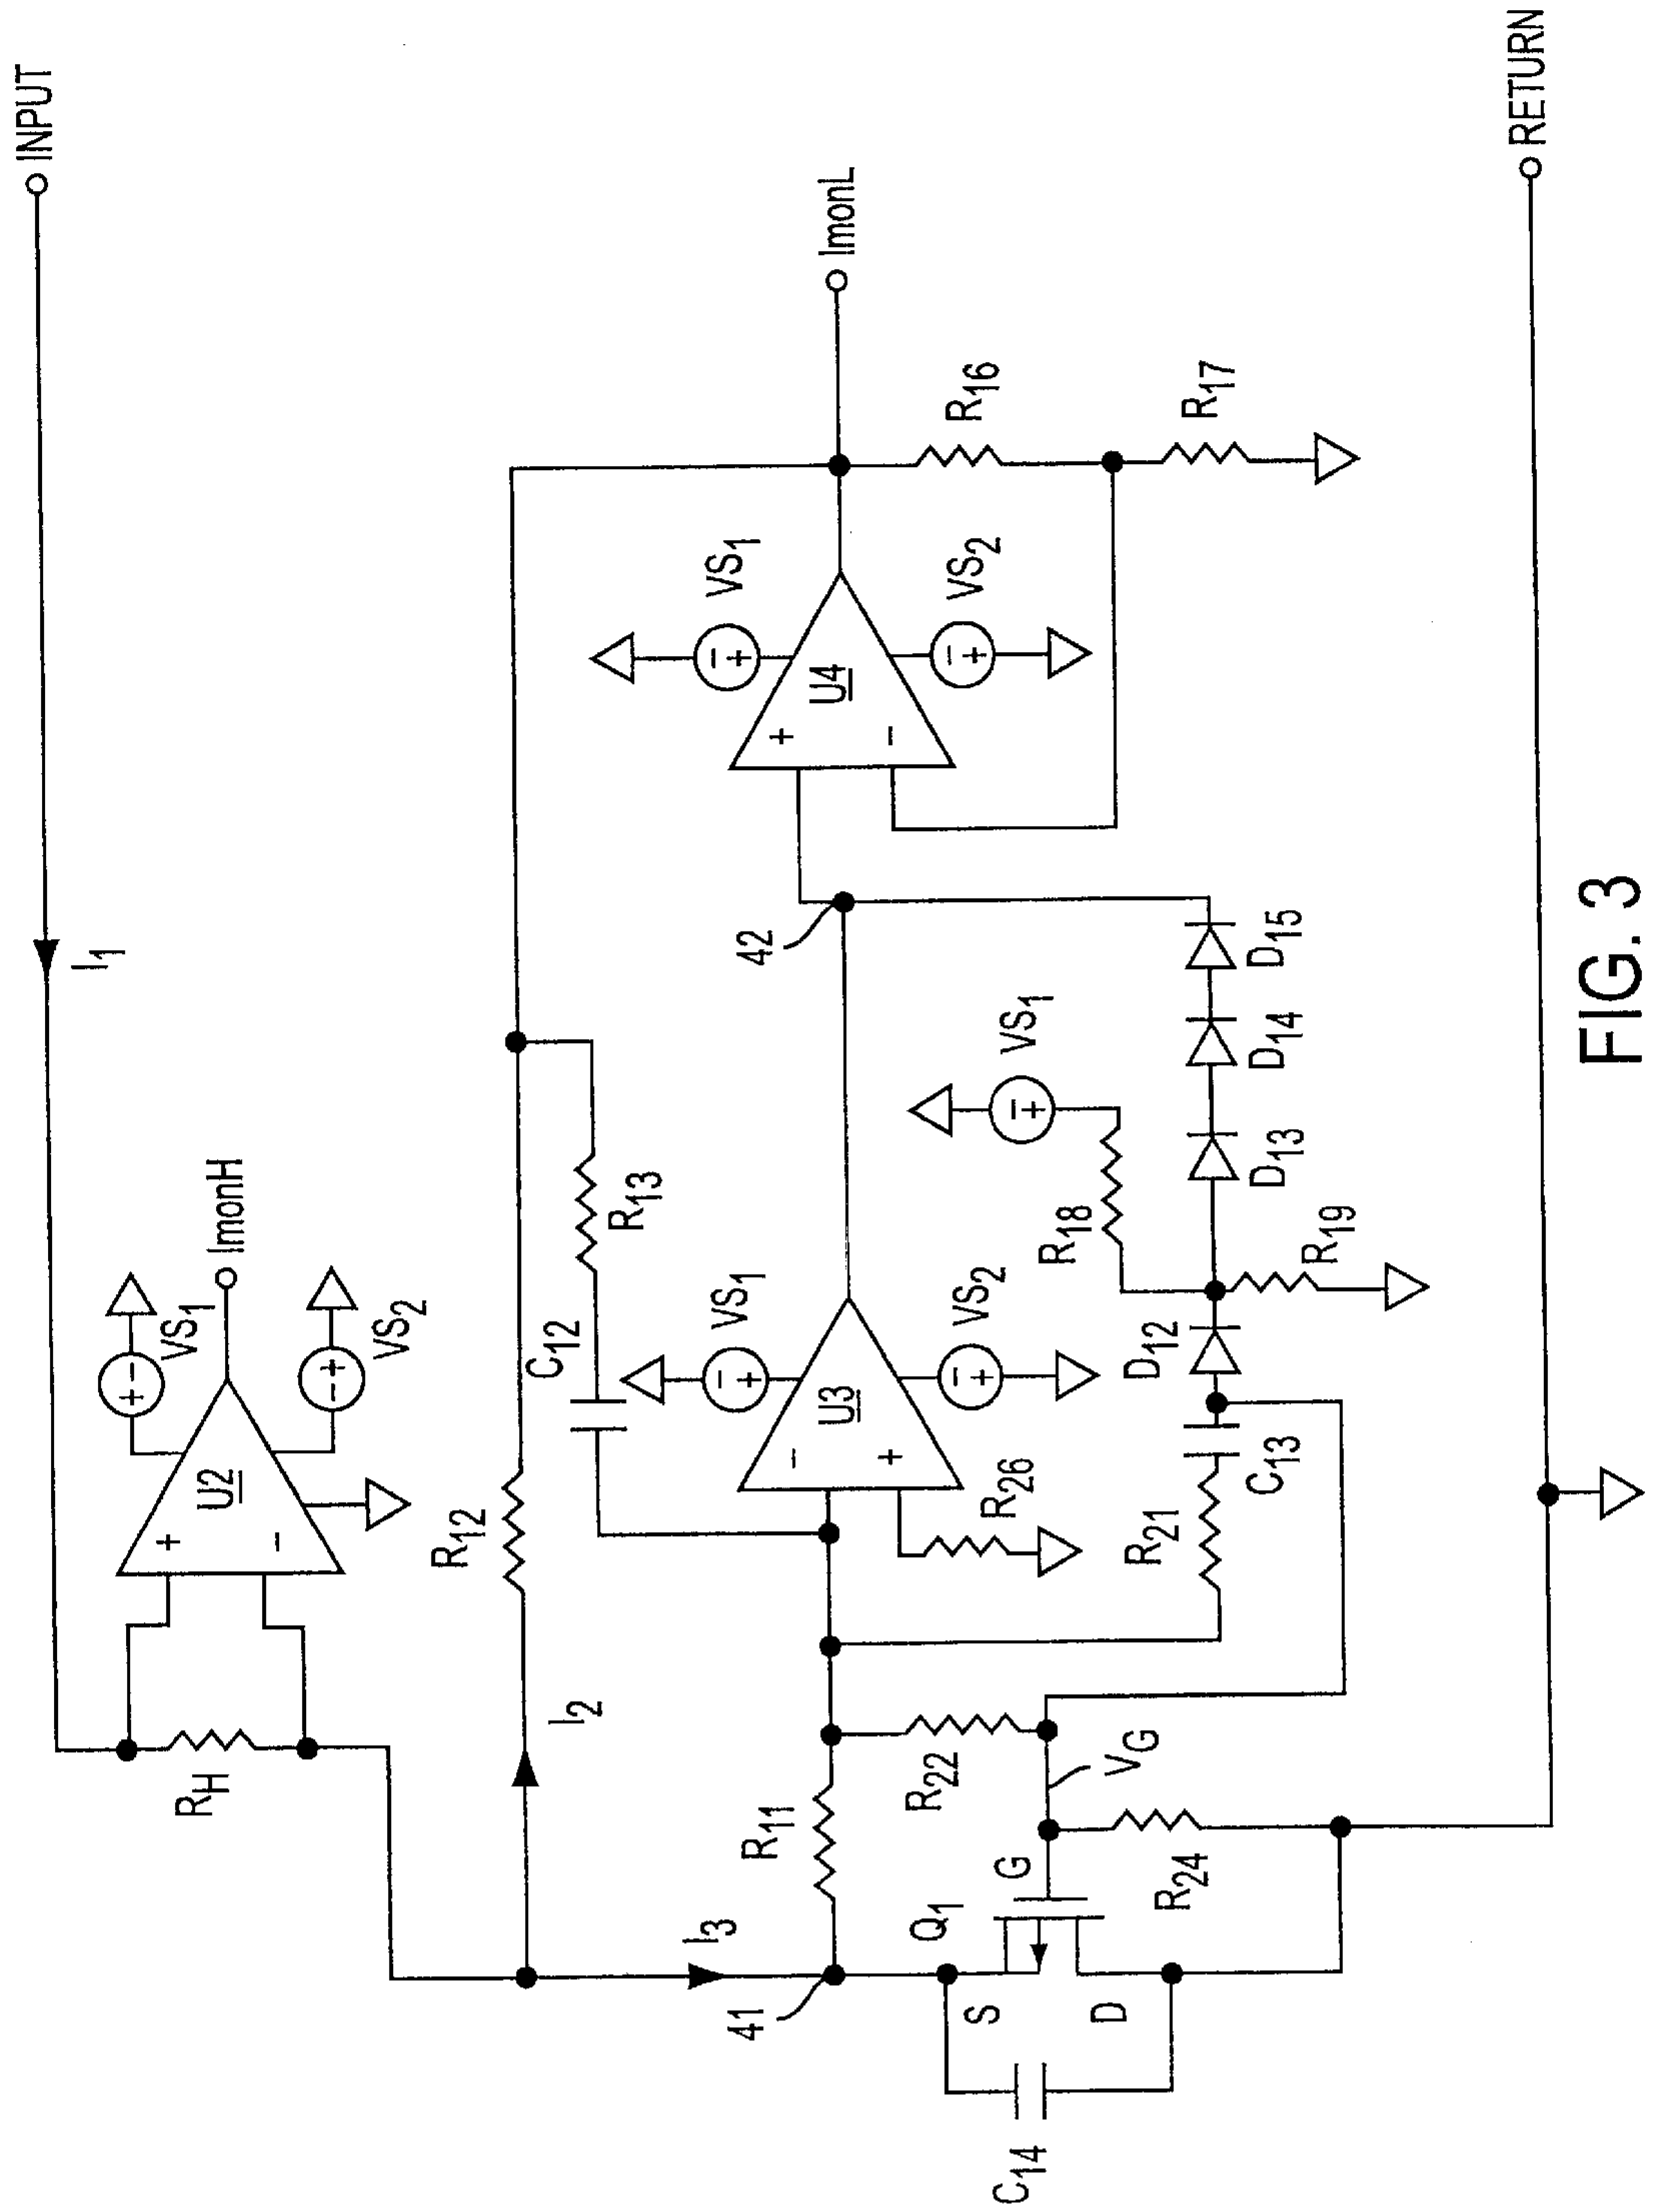 INPUT
I1
RH
+
-
U2
+ -
VS1
- +
VS2
ImonH
R12
I2
C12
R13
I3
41
R11
R22
VG
Q1
G
S
D
C14
R24
-
+
U3
- +
VS1
- +
VS2
R26
R21
C13
D12
R18
- +
VS1
R19
D13
D14
D15
42
+
-
U4
- +
VS1
- +
VS2
R16
R17
ImonL
RETURN
FIG. 3